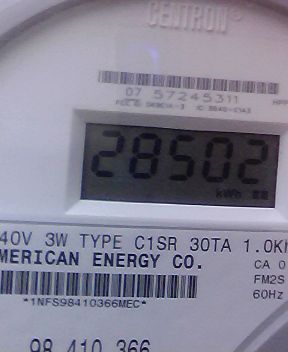 CENTRON®
07 57245311
28502
kWh
40V 3W TYPE C1SR 30TA 1.0K
MERICAN ENERGY CO.
CA 0
FM2S
60Hz
*1NFS98410366MEC*
98 410 366